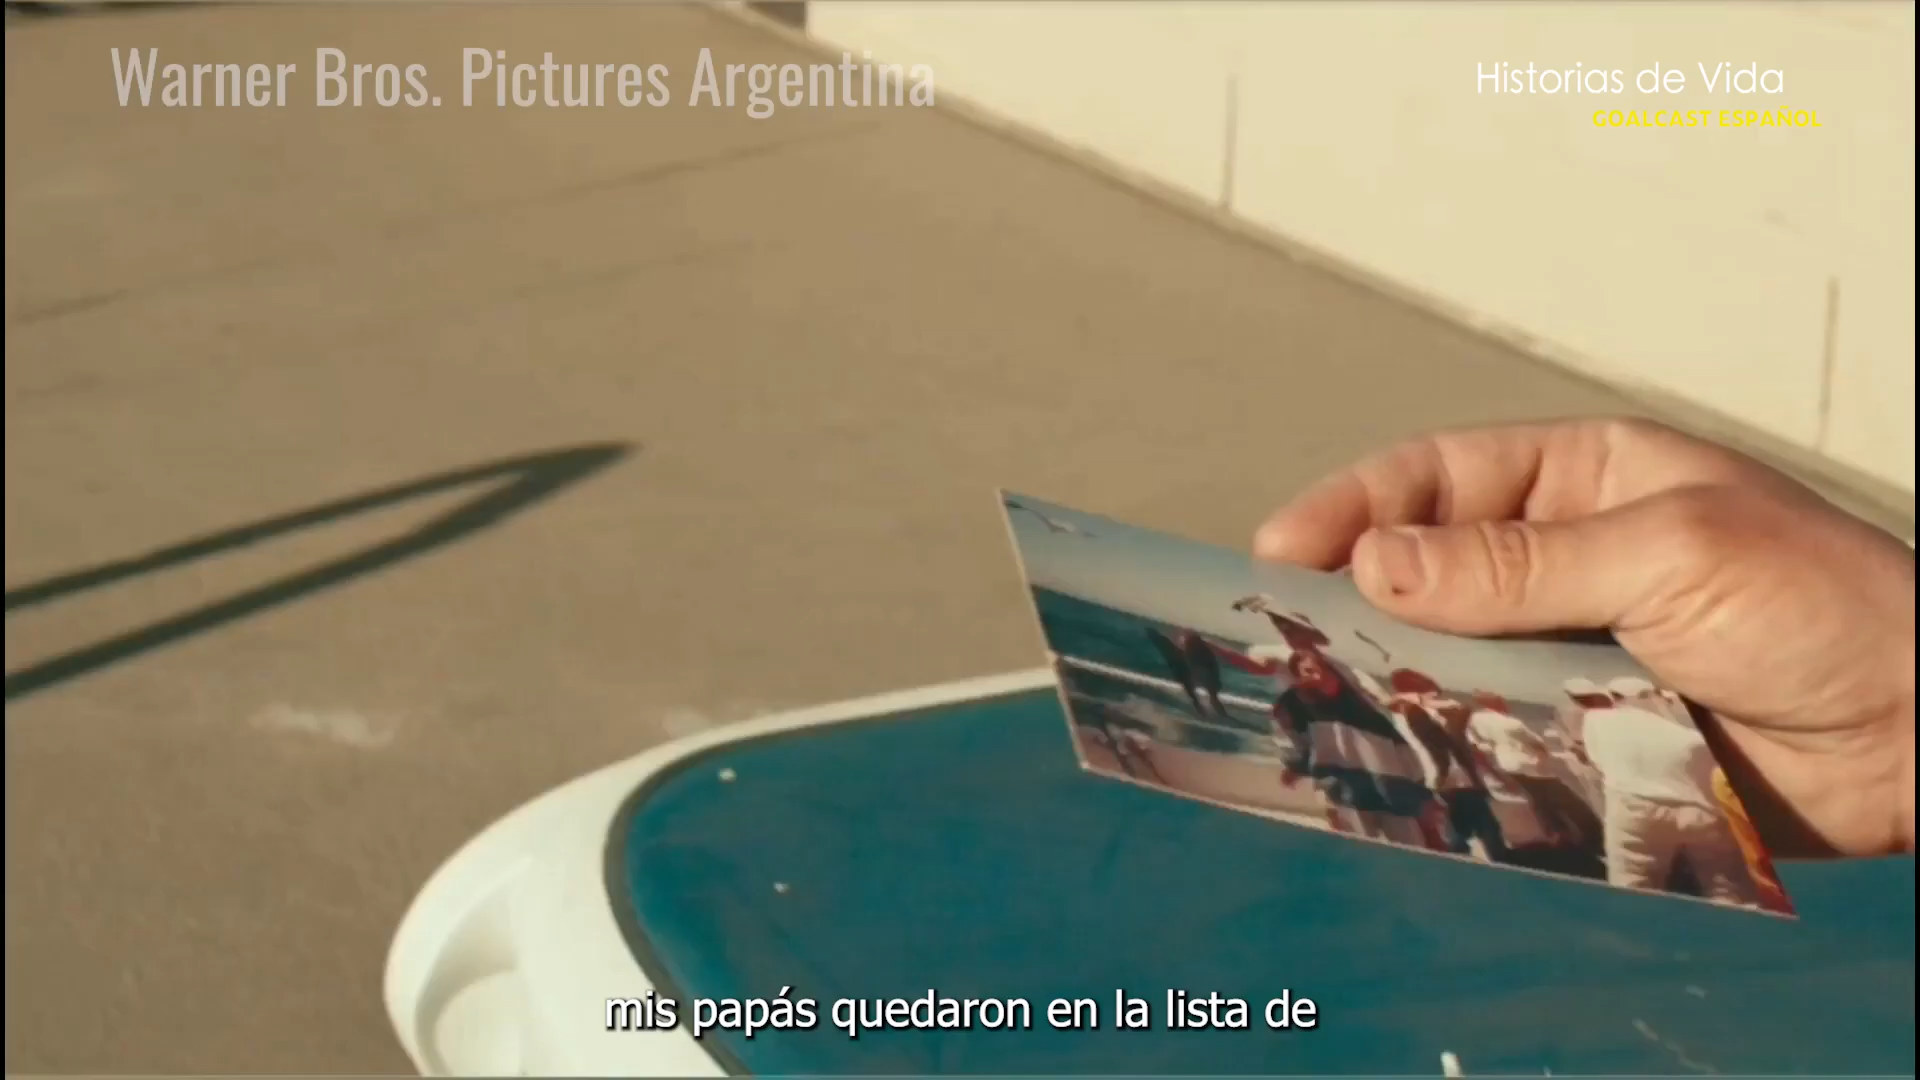 Warner Bros. Pictures Argentina
Historias de Vida
GOALCAST ESPAÑOL
mis papás quedaron en la lista de